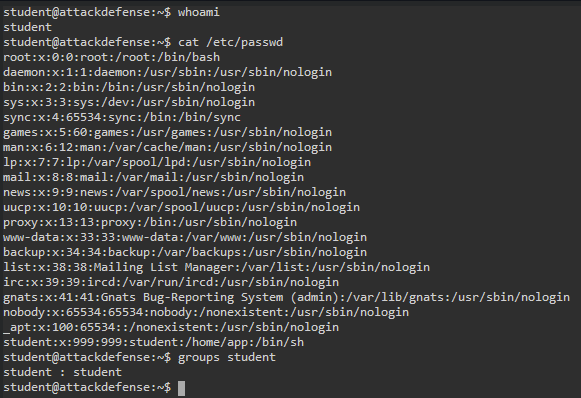 student@attackdefense:~$ whoami
student
student@attackdefense:~$ cat /etc/passwd
root:x:0:0:root:/root:/bin/bash
daemon:x:1:1:daemon:/usr/sbin:/usr/sbin/nologin
bin:x:2:2:bin:/bin:/usr/sbin/nologin
sys:x:3:3:sys:/dev:/usr/sbin/nologin
sync:x:4:65534:sync:/bin:/bin/sync
games:x:5:60:games:/usr/games:/usr/sbin/nologin
man:x:6:12:man:/var/cache/man:/usr/sbin/nologin
lp:x:7:7:lp:/var/spool/lpd:/usr/sbin/nologin
mail:x:8:8:mail:/var/mail:/usr/sbin/nologin
news:x:9:9:news:/var/spool/news:/usr/sbin/nologin
uucp:x:10:10:uucp:/var/spool/uucp:/usr/sbin/nologin
proxy:x:13:13:proxy:/bin:/usr/sbin/nologin
www-data:x:33:33:www-data:/var/www:/usr/sbin/nologin
backup:x:34:34:backup:/var/backups:/usr/sbin/nologin
list:x:38:38:Mailing List Manager:/var/list:/usr/sbin/nologin
irc:x:39:39:ircd:/var/run/ircd:/usr/sbin/nologin
gnats:x:41:41:Gnats Bug-Reporting System (admin):/var/lib/gnats:/usr/sbin/nologin
nobody:x:65534:65534:nobody:/nonexistent:/usr/sbin/nologin
_apt:x:100:65534::/nonexistent:/usr/sbin/nologin
student:x:999:999:student:/home/app:/bin/sh
student@attackdefense:~$ groups student
student : student
student@attackdefense:~$